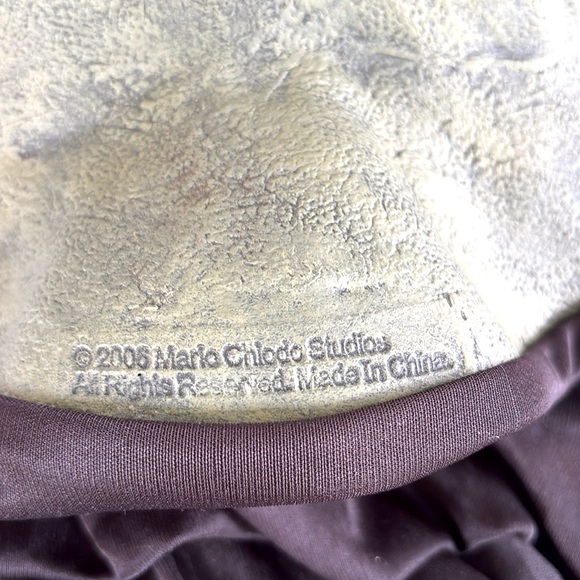 © 2006 Mario Chiodo Studios
All Rights Reserved. Made In China.